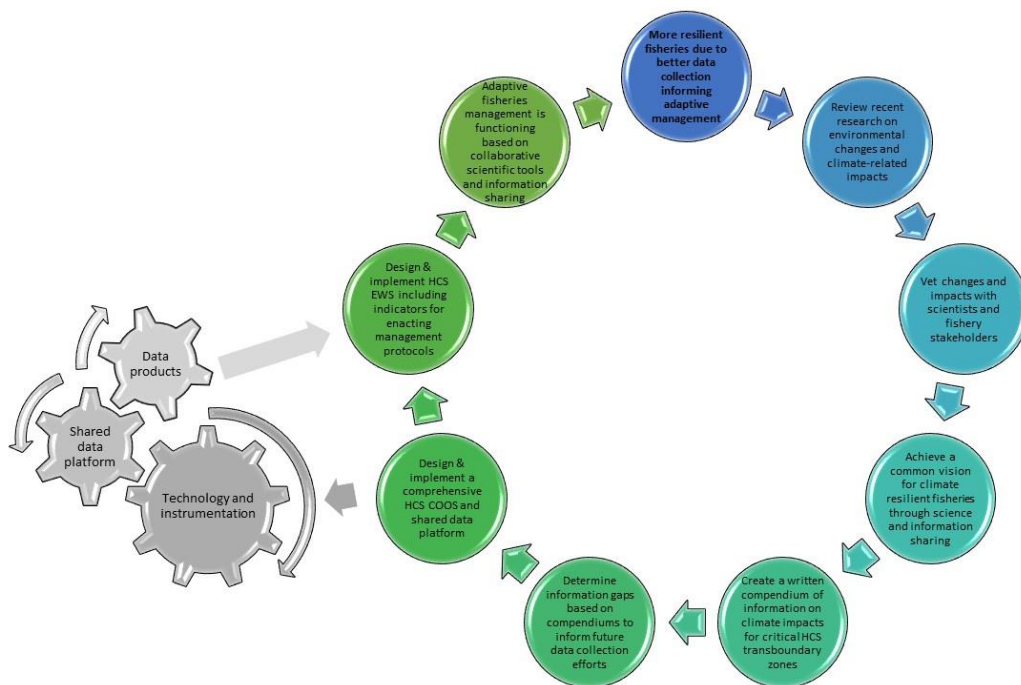 More resilient
fisheries due to
better data
collection
informing
adaptive
management
Review recent
research on
environmental
changes and
climate-related
impacts
Vet changes and
impacts with
scientists and
fishery
stakeholders
Achieve a
common vision
for climate
resilient fisheries
through science
and information
sharing
Create a written
compendium of
information on
climate impacts
for critical HCS
transboundary
zones
Determine
information gaps
based on
compendiums to
inform future
data collection
efforts
Design &
implement a
comprehensive
HCS COOS and
shared data
platform
Design &
implement HCS
EWS including
indicators for
enacting
management
protocols
Adaptive
fisheries
management is
functioning
based on
collaborative
scientific tools
and information
sharing
Data
products
Shared
data
platform
Technology and
instrumentation